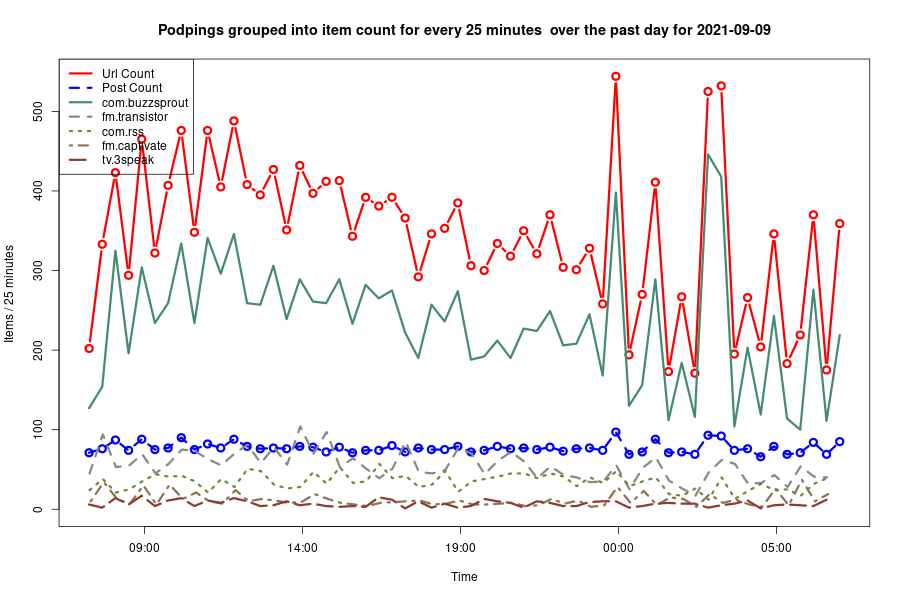 Podpings grouped into item count for every 25 minutes  over the past day for 2021-09-09
Url Count
Post Count
com.buzzsprout
fm.transistor
com.rss
fm.captivate
tv.3speak
Items / 25 minutes
500
400
300
200
100
0
09:00
14:00
19:00
00:00
05:00
Time